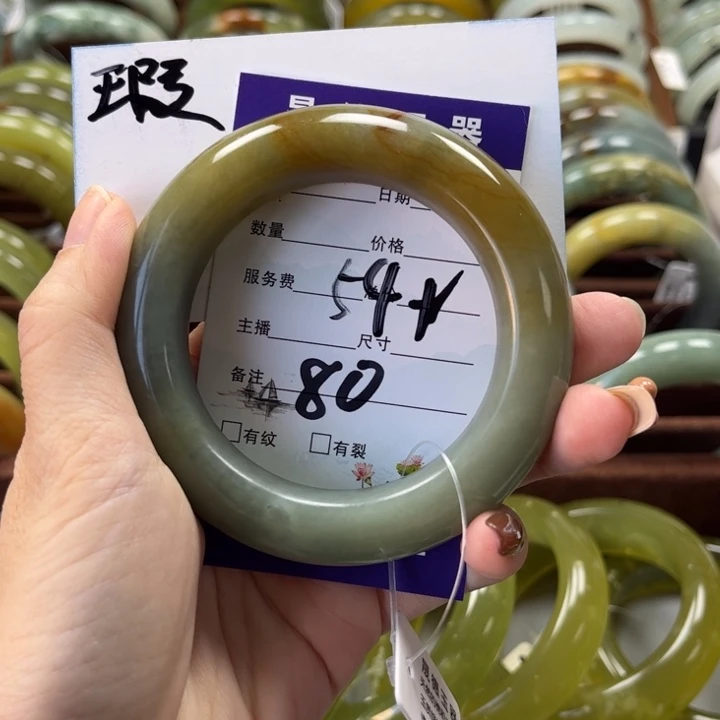 瑕
器
日期
数量 价格
服务费 54+
主播 尺寸
备注 80
□有纹 □有裂